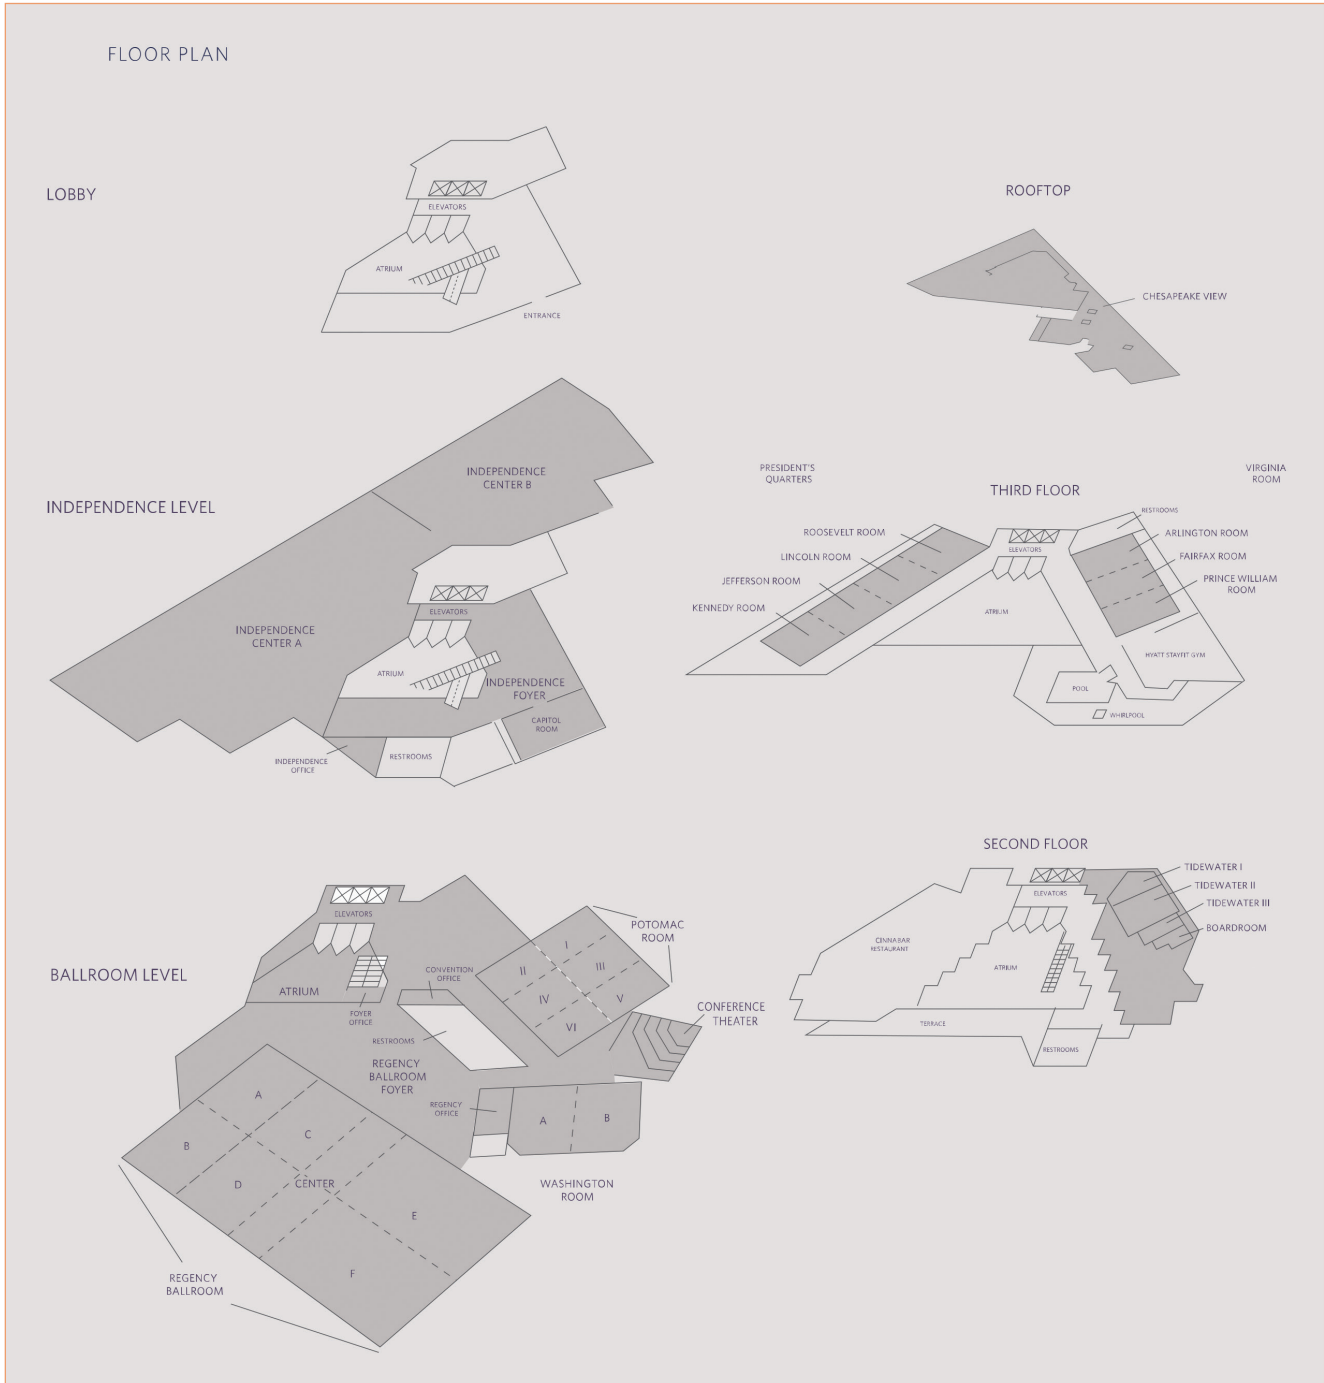 FLOOR PLAN
LOBBY
ELEVATORS
ATRIUM
ENTRANCE
ROOFTOP
CHESAPEAKE VIEW
INDEPENDENCE LEVEL
INDEPENDENCE
CENTER B
INDEPENDENCE
CENTER A
ELEVATORS
ATRIUM
INDEPENDENCE
FOYER
CAPITOL
ROOM
INDEPENDENCE
OFFICE
RESTROOMS
PRESIDENT'S
QUARTERS
VIRGINIA
ROOM
THIRD FLOOR
RESTROOMS
ROOSEVELT ROOM
LINCOLN ROOM
JEFFERSON ROOM
KENNEDY ROOM
ELEVATORS
ARLINGTON ROOM
FAIRFAX ROOM
PRINCE WILLIAM
ROOM
ATRIUM
HYATT STAYFIT GYM
POOL
WHIRLPOOL
BALLROOM LEVEL
ELEVATORS
ATRIUM
FOYER
OFFICE
CONVENTION
OFFICE
RESTROOMS
REGENCY
BALLROOM
FOYER
POTOMAC
ROOM
I
II
III
IV
V
VI
CONFERENCE
THEATER
REGENCY
OFFICE
A
B
WASHINGTON
ROOM
A
B
C
D
CENTER
E
F
REGENCY
BALLROOM
SECOND FLOOR
ELEVATORS
TIDEWATER I
TIDEWATER II
TIDEWATER III
BOARDROOM
CINNABAR
RESTAURANT
ATRIUM
TERRACE
RESTROOMS